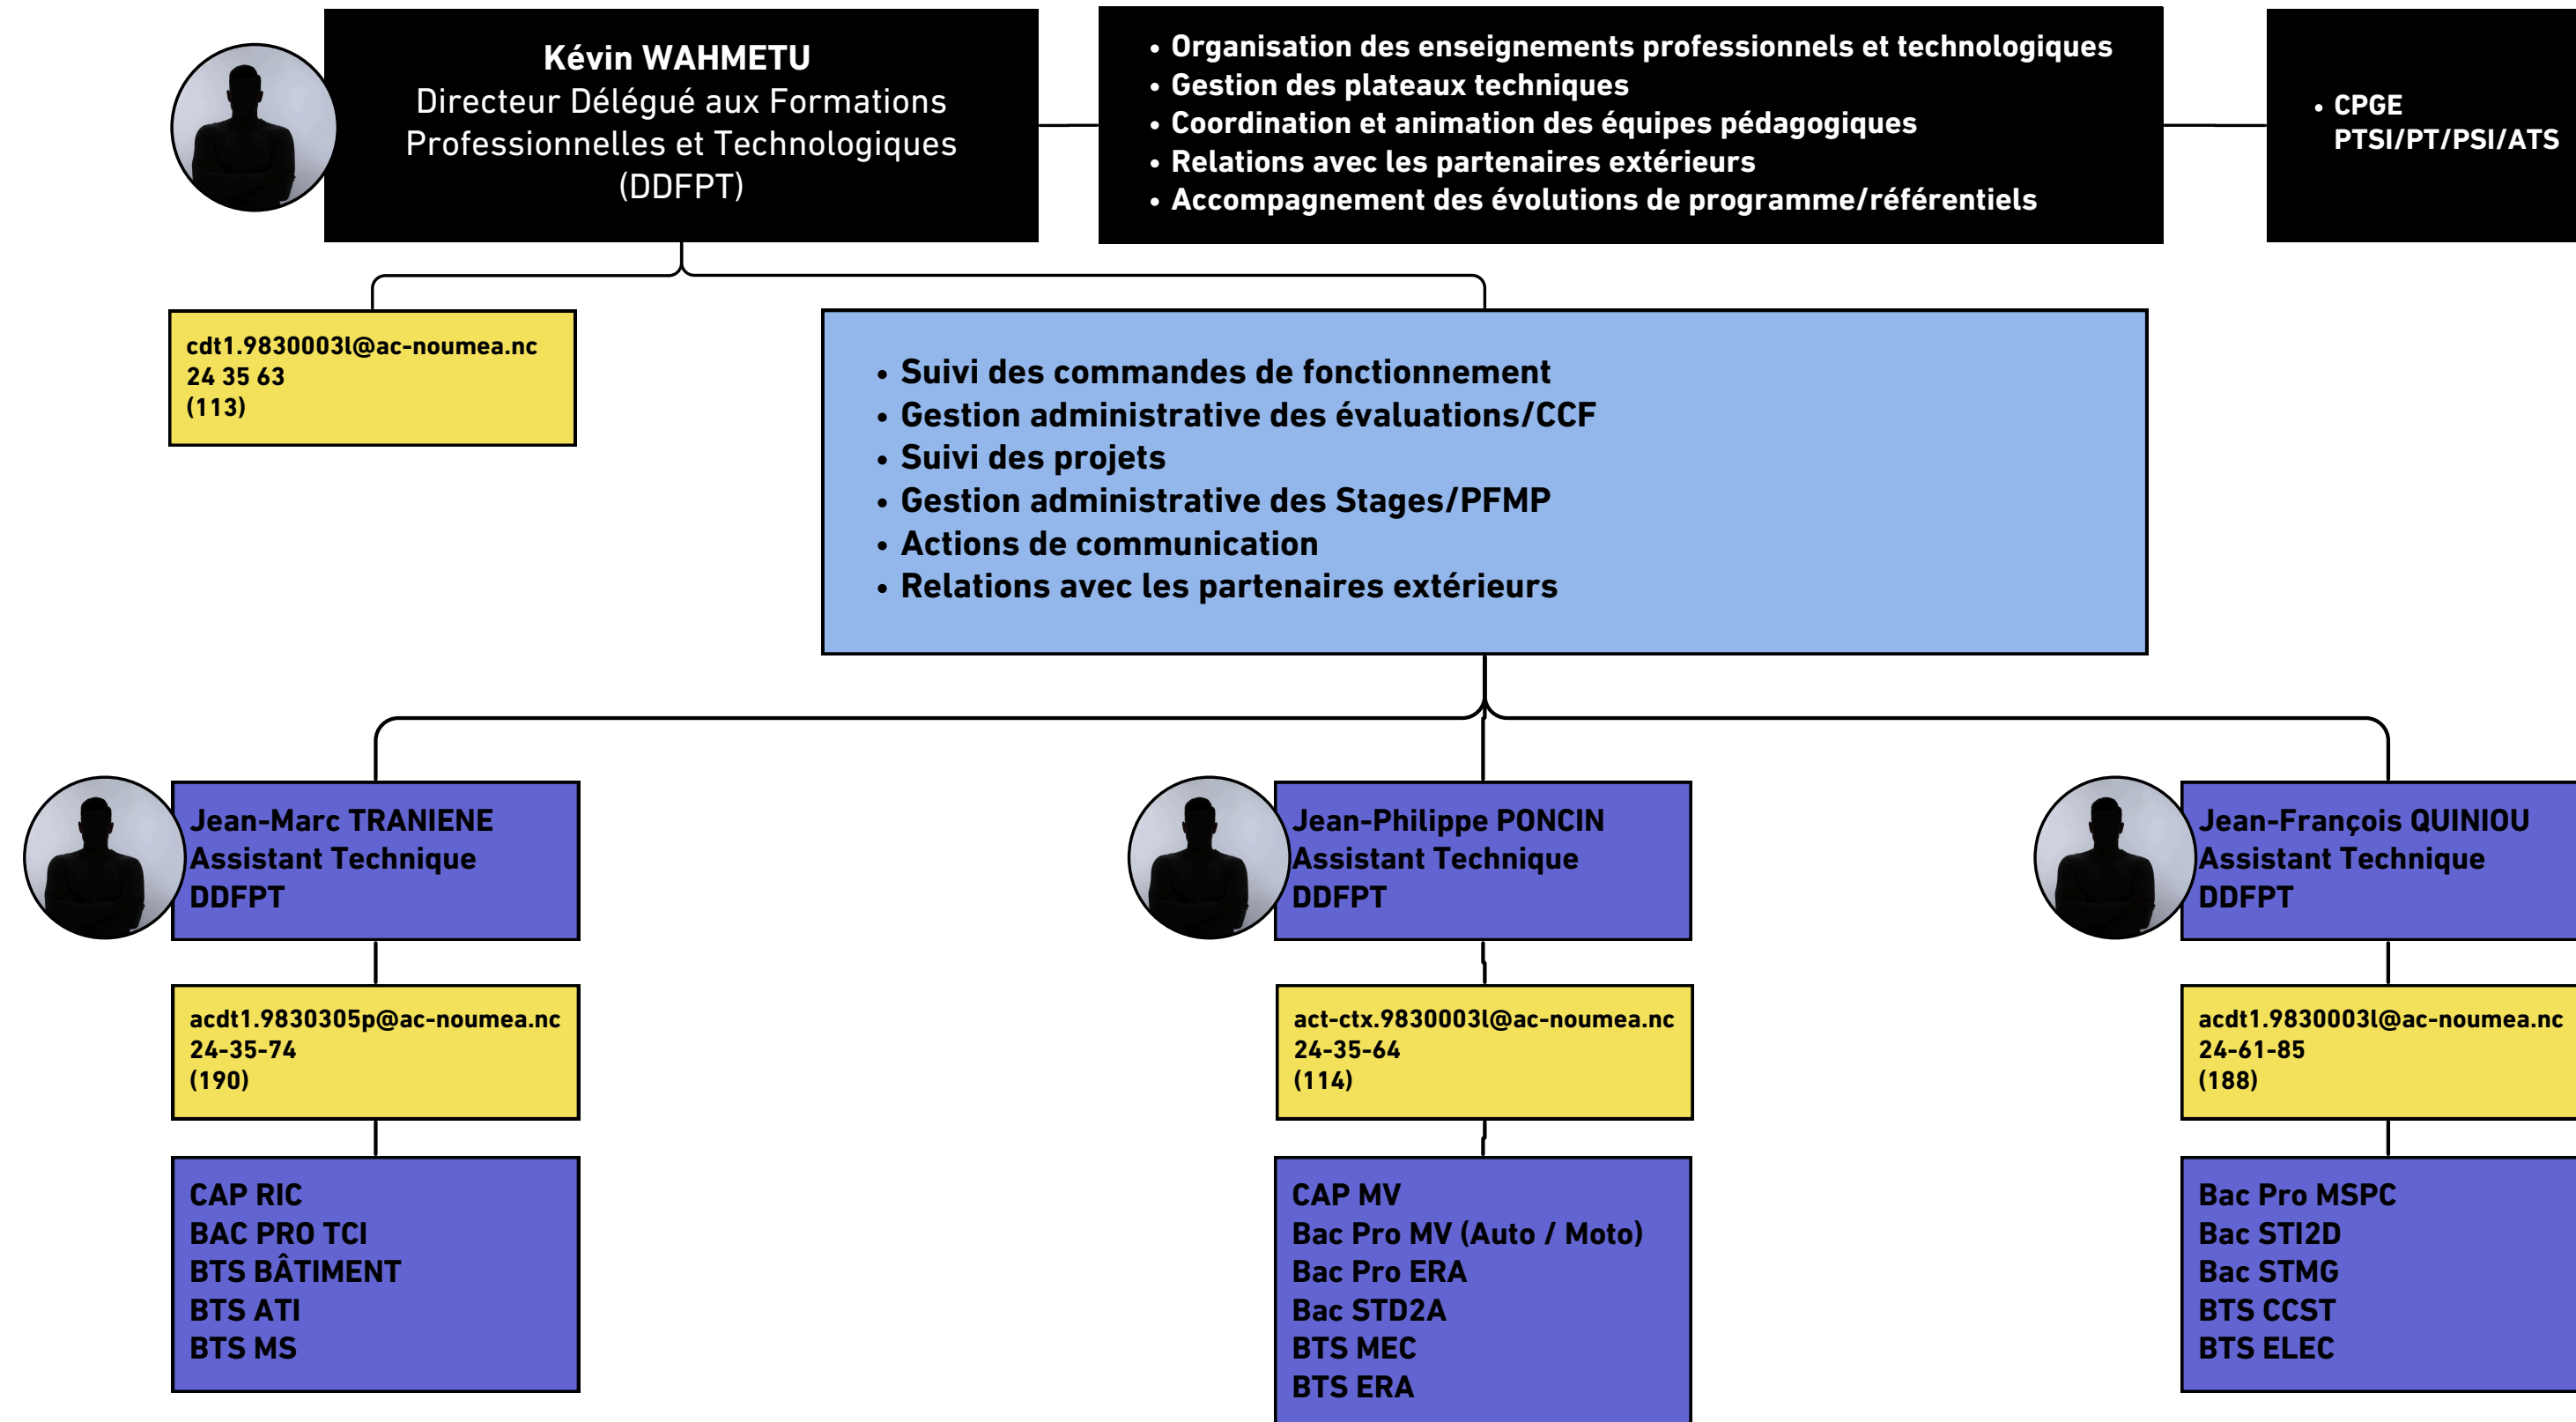 Kévin WAHMETU
Directeur Délégué aux Formations
Professionnelles et Technologiques
(DDFPT)
• Organisation des enseignements professionnels et technologiques
• Gestion des plateaux techniques
• Coordination et animation des équipes pédagogiques
• Relations avec les partenaires extérieurs
• Accompagnement des évolutions de programme/référentiels
• CPGE
PTSI/PT/PSI/ATS
cdt1.9830003l@ac-noumea.nc
24 35 63
(113)
• Suivi des commandes de fonctionnement
• Gestion administrative des évaluations/CCF
• Suivi des projets
• Gestion administrative des Stages/PFMP
• Actions de communication
• Relations avec les partenaires extérieurs
Jean-Marc TRANIENE
Assistant Technique
DDFPT
acdt1.9830305p@ac-noumea.nc
24-35-74
(190)
CAP RIC
BAC PRO TCI
BTS BÂTIMENT
BTS ATI
BTS MS
Jean-Philippe PONCIN
Assistant Technique
DDFPT
act-ctx.9830003l@ac-noumea.nc
24-35-64
(114)
CAP MV
Bac Pro MV (Auto / Moto)
Bac Pro ERA
Bac STD2A
BTS MEC
BTS ERA
Jean-François QUINIOU
Assistant Technique
DDFPT
acdt1.9830003l@ac-noumea.nc
24-61-85
(188)
Bac Pro MSPC
Bac STI2D
Bac STMG
BTS CCST
BTS ELEC